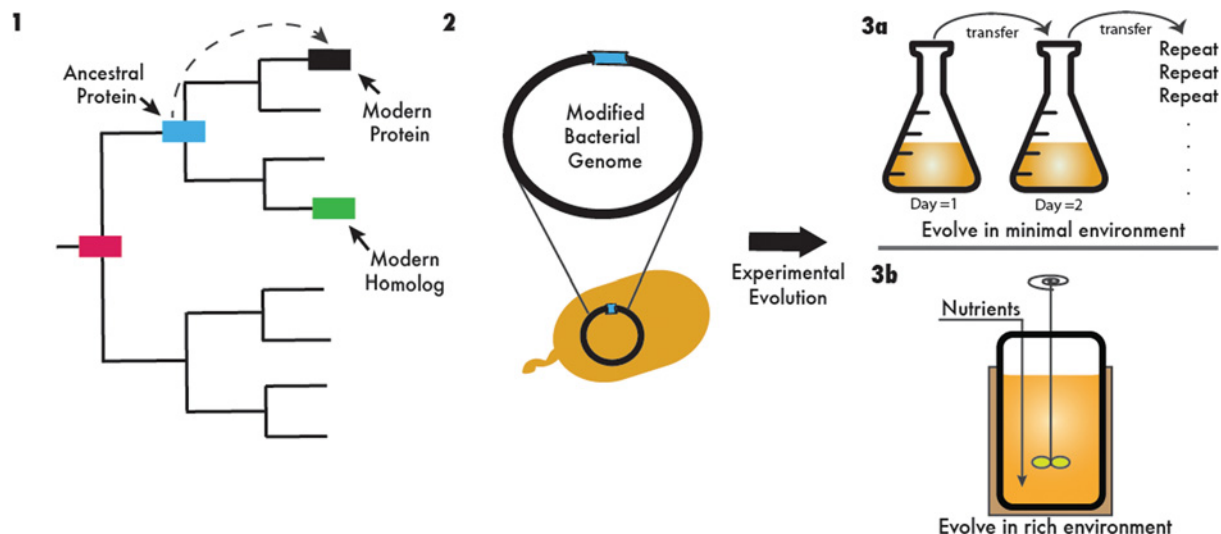 1
Ancestral
Protein
Modern
Protein
Modern
Homolog
2
Modified
Bacterial
Genome
Experimental
Evolution
3a
transfer
transfer
Repeat
Repeat
Repeat
.
.
.
.
Day =1
Day =2
Evolve in minimal environment
3b
Nutrients
Evolve in rich environment